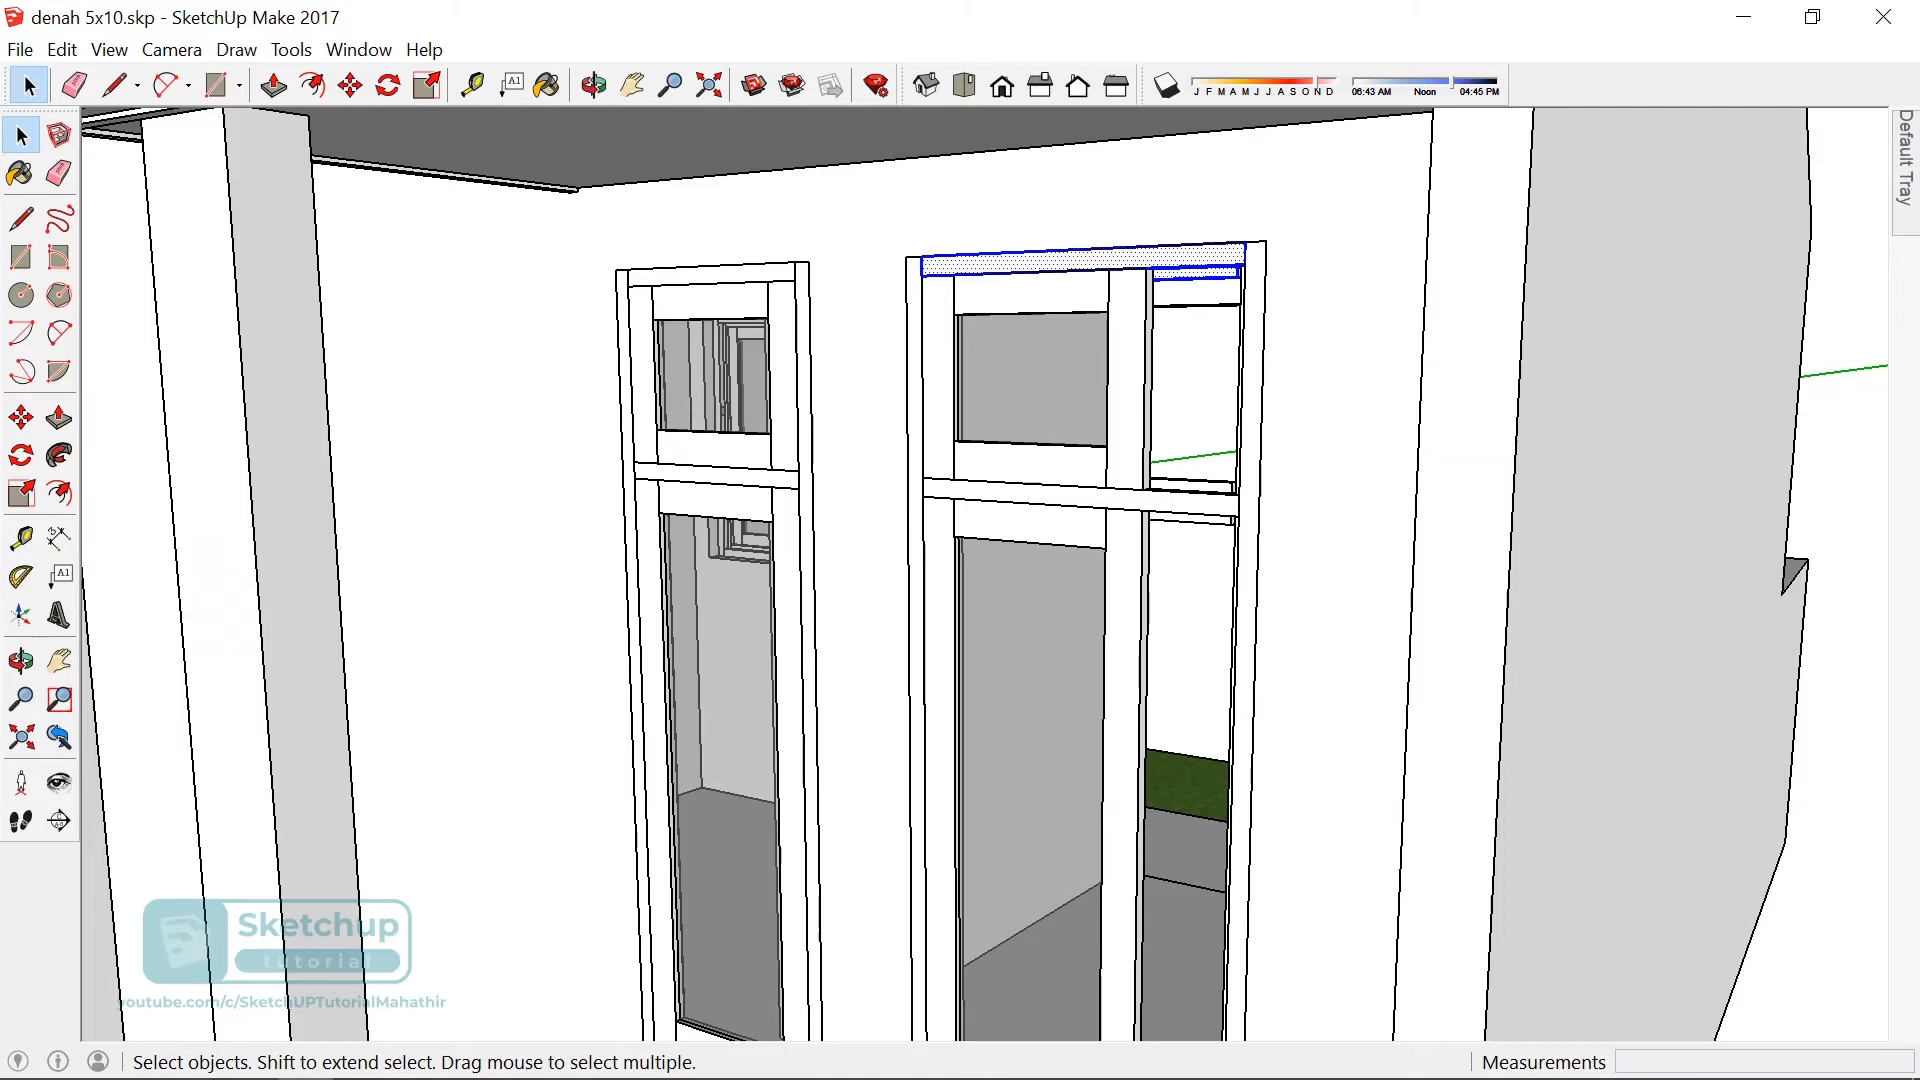 denah 5x10.skp - SketchUp Make 2017
File Edit View Camera Draw Tools Window Help
A1
J F M A M J J A S O N D
06:43 AM Noon 04:45 PM
Default Tray
A1
Sketchup
tutorial
youtube.com/c/SketchUPTutorialMahathir
Select objects. Shift to extend select. Drag mouse to select multiple.
Measurements